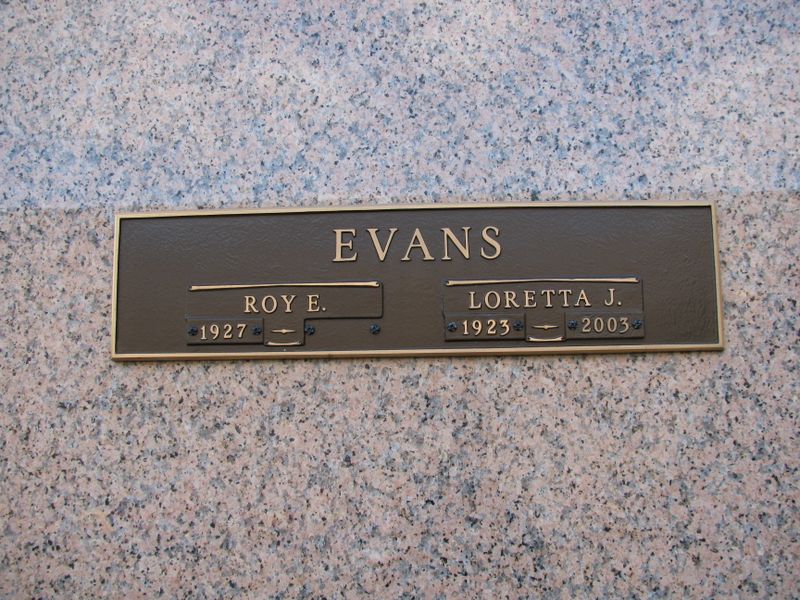 EVANS
ROY E.
1927
LORETTA J.
1923 2003